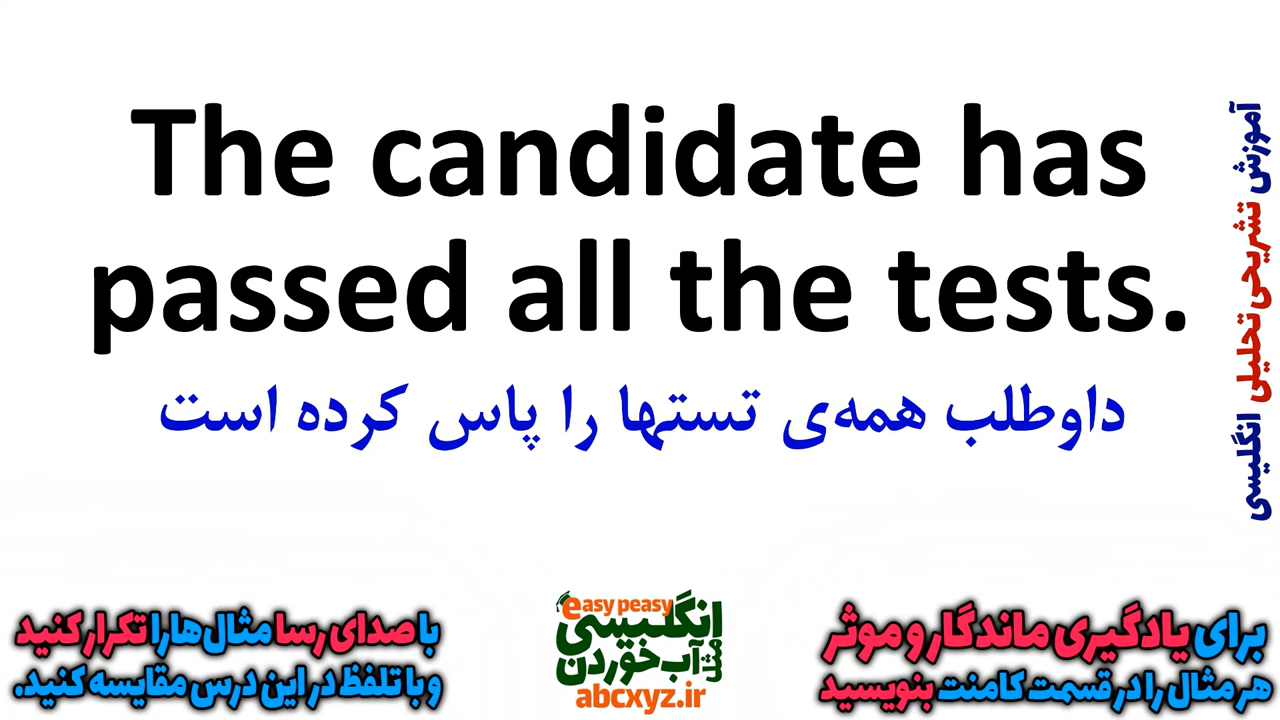 The candidate has
passed all the tests.
داوطلب همه‌ی تستها را پاس کرده است
آموزش تشریحی تحلیلی انگلیسی
برای یادگیری ماندگار و موثر
هر مثال را در قسمت کامنت بنویسید
easy peasy
انگلیسی
مثل آب خوردن
abcxyz.ir
با صدای رسا مثال‌ها را تکرار کنید
و با تلفظ در این درس مقایسه کنید.